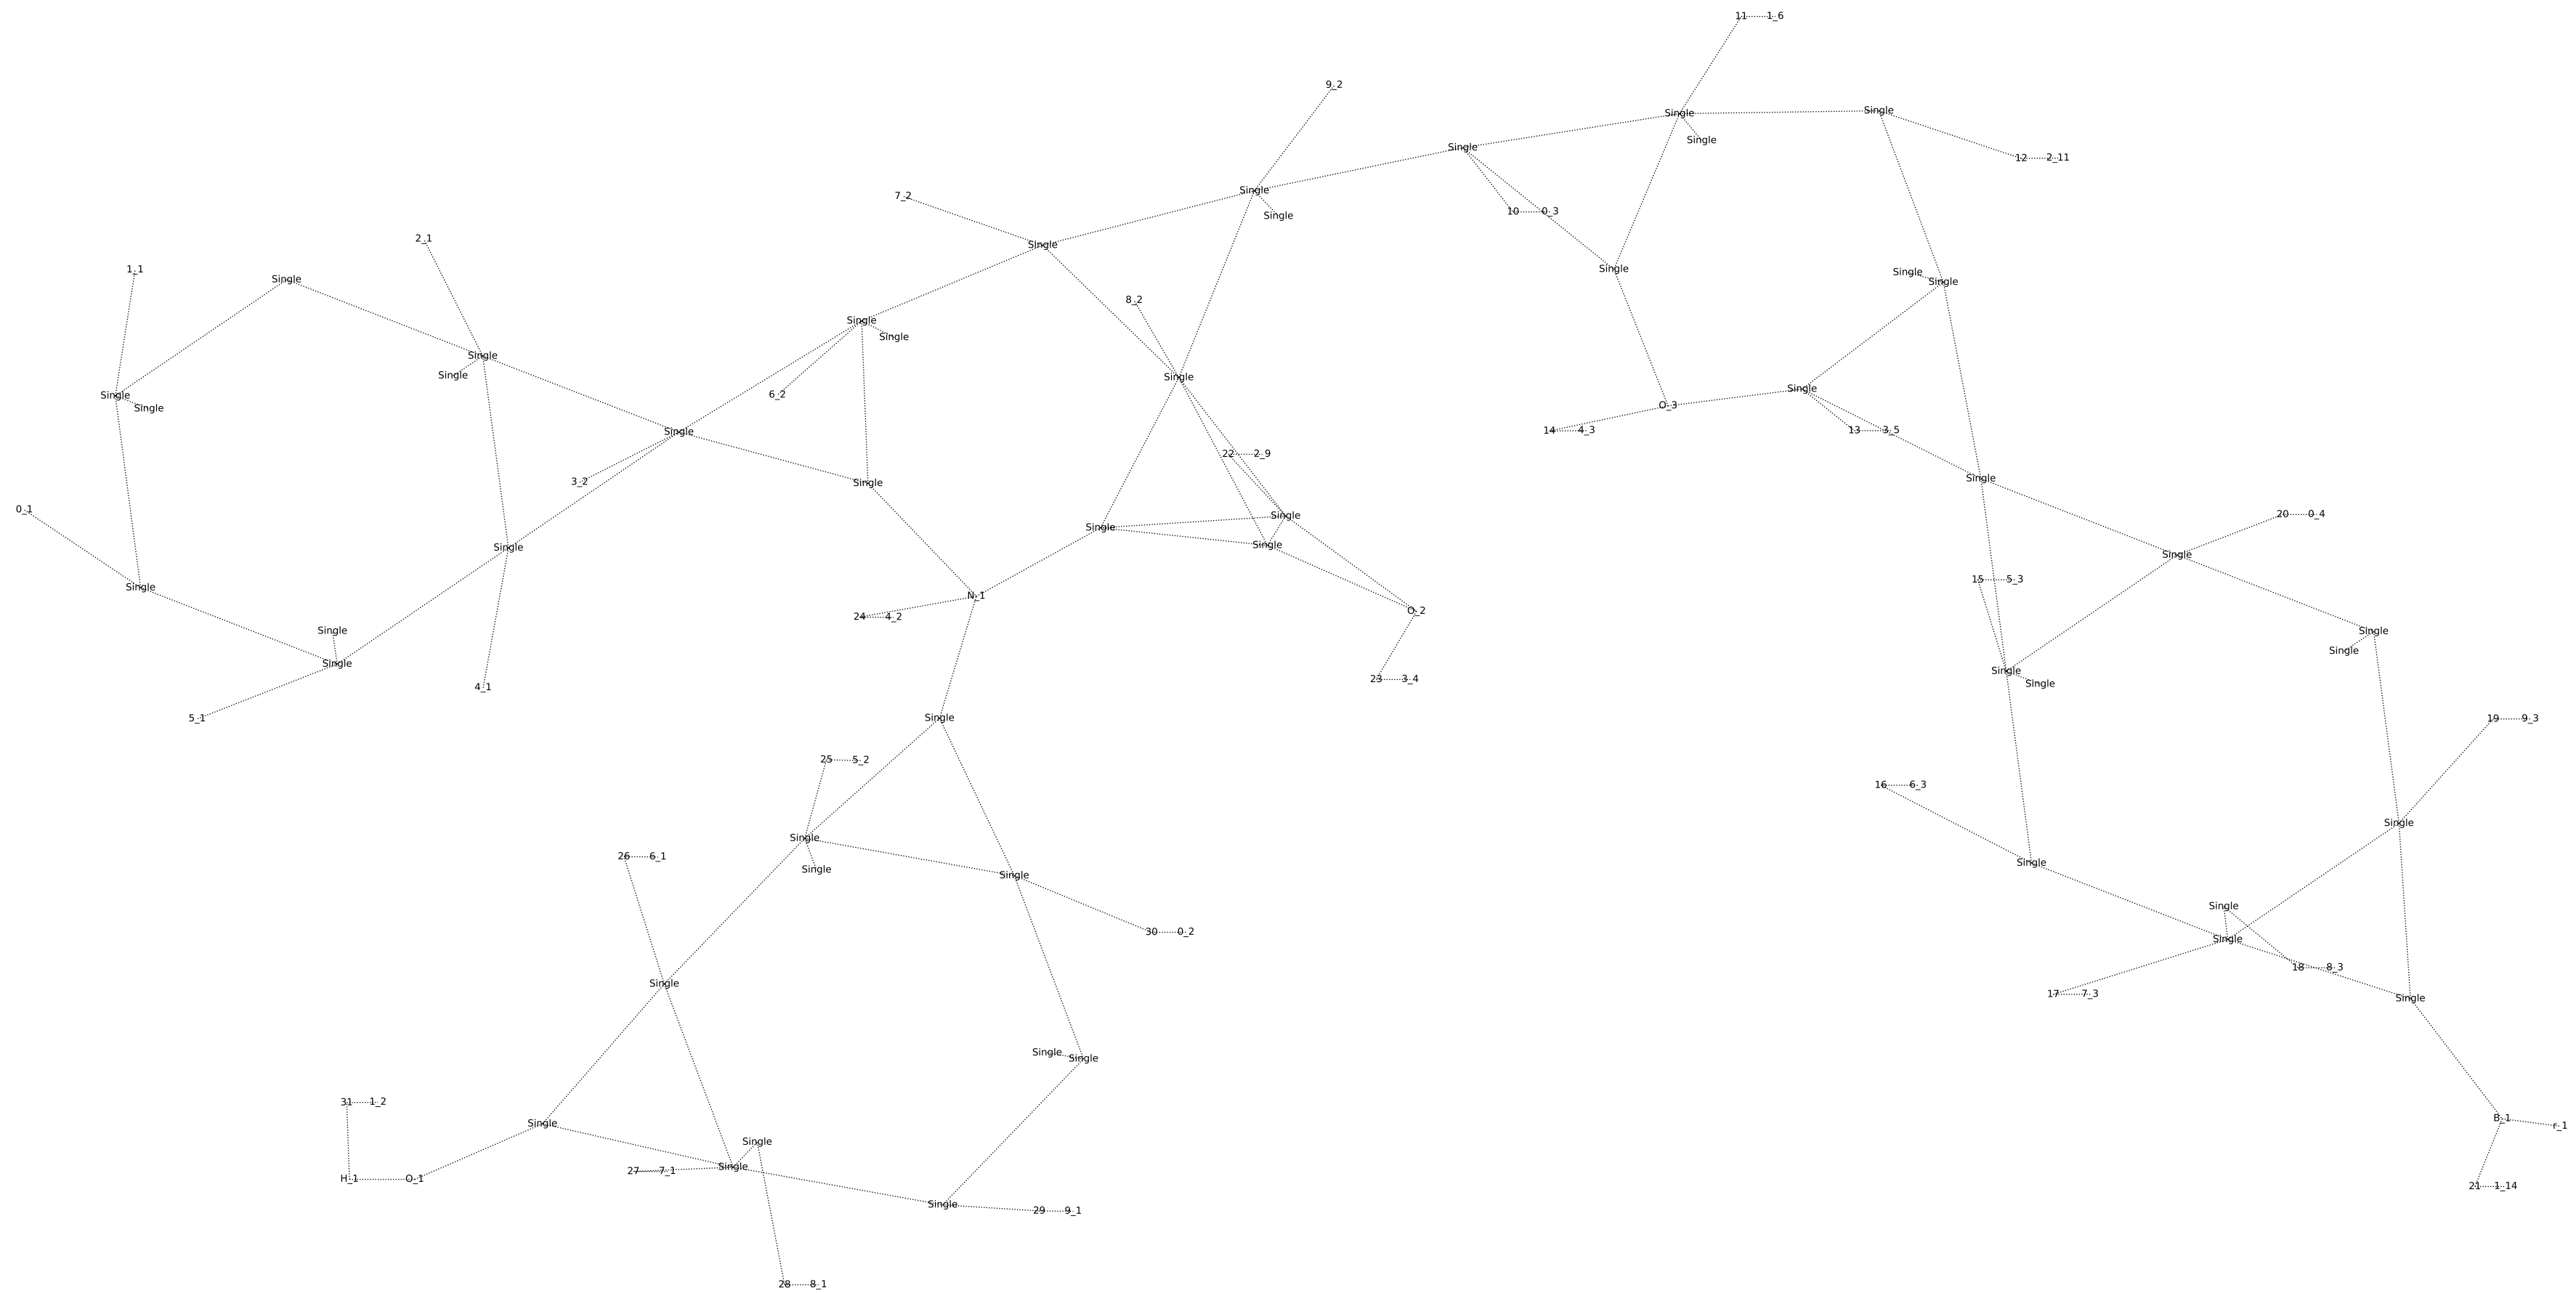 11 1_6
9_2
Single Single
Single
Single
12 2_11
Single
7_2
Single
10 0_3
Single
2_1
Single
1_1
Single
Single
Single
Single
8_2
Single
Single
Single
Single
Single
Single
Single
6_2
Single
O_3
Single
14 4_3
13 3_5
Single
22 2_9
Single
3_2
Single
0_1
20 0_4
Single
Single
Single
Single
Single
15 5_3
Single
N_1
O_2
24 4_2
Single
Single
Single
Single
Single
Single
23 3_4
4_1
5_1
Single
19 9_3
25 5_2
16 6_3
Single
Single
26 6_1
Single
Single
Single
Single
30 0_2
Single
18 8_3
Single
17 7_3
Single
Single
Single
31 1_2
B_1
r_1
Single
Single
Single
27 7_1
H_1 O_1
21 1_14
Single
29 9_1
28 8_1